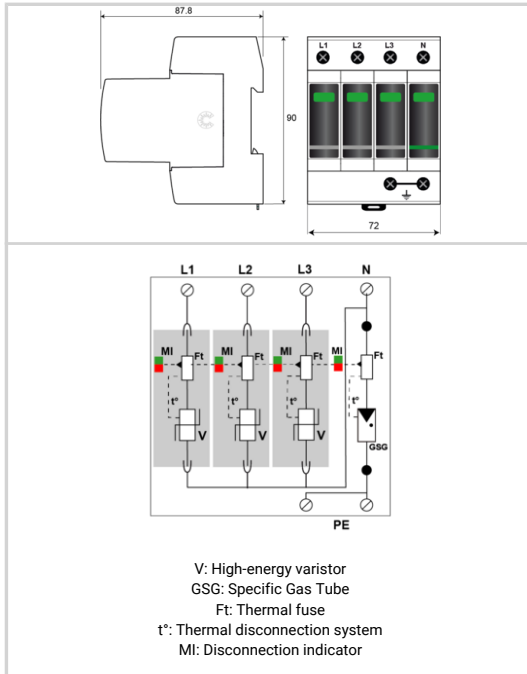 87.8
L1 L2 L3 N
90
72
L1 L2 L3 N
MI Ft MI Ft MI Ft MI Ft
t° t° t° t°
V V V
GSG
PE
V: High-energy varistor
GSG: Specific Gas Tube
Ft: Thermal fuse
t°: Thermal disconnection system
MI: Disconnection indicator